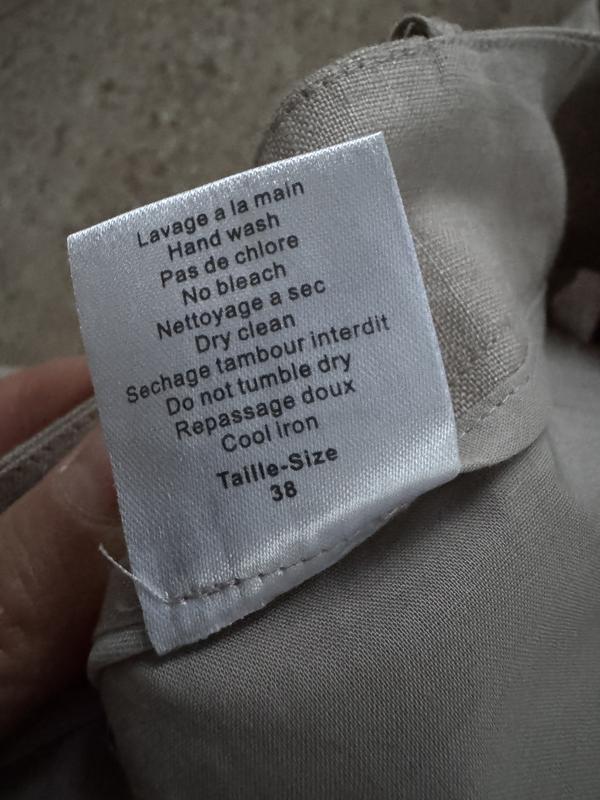 Lavage a la main
Hand wash
Pas de chlore
No bleach
Nettoyage a sec
Dry clean
Sechage tambour interdit
Do not tumble dry
Repassage doux
Cool iron
Taille-Size
38